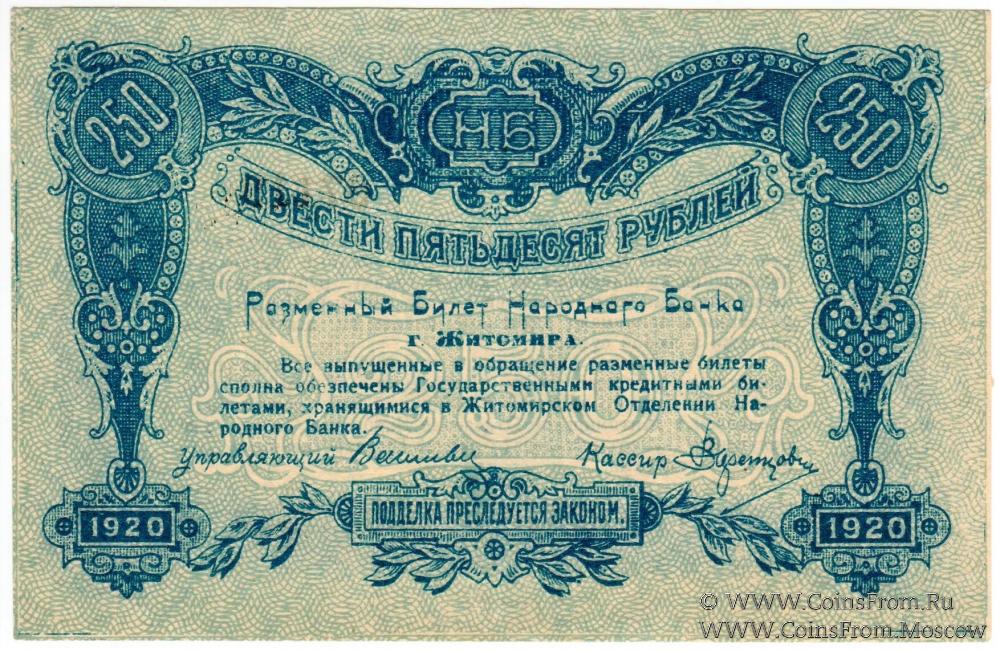 250
НБ
250
ДВЕСТИ ПЯТЬДЕСЯТ РУБЛЕЙ
Разменный Билет Народного Банка
г. Житомира.
Все выпущенные в обращение разменные билеты
сполна обезпечены Государственными кредитными би-
летами, хранящимися в Житомирском Отделении На-
родного Банка.
250
Управляющий
Кассир
1920
ПОДДЕЛКА ПРЕСЛЕДУЕТСЯ ЗАКОНОМ.
1920
© WWW.CoinsFrom.Ru
WWW.CoinsFrom.Moscow